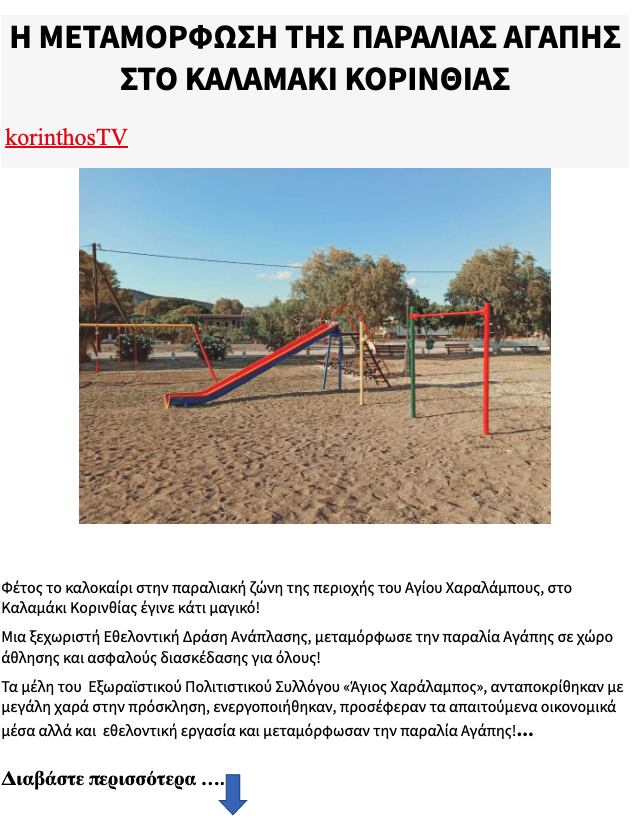 Η ΜΕΤΑΜΟΡΦΩΣΗ ΤΗΣ ΠΑΡΑΛΙΑΣ ΑΓΑΠΗΣ
ΣΤΟ ΚΑΛΑΜΑΚΙ ΚΟΡΙΝΘΙΑΣ
korinthosTV
Φέτος το καλοκαίρι στην παραλιακή ζώνη της περιοχής του Αγίου Χαραλάμπους, στο
Καλαμάκι Κορινθίας έγινε κάτι μαγικό!
Μια ξεχωριστή Εθελοντική Δράση Ανάπλασης, μεταμόρφωσε την παραλία Αγάπης σε χώρο
άθλησης και ασφαλούς διασκέδασης για όλους!
Τα μέλη του Εξωραϊστικού Πολιτιστικού Συλλόγου «Άγιος Χαράλαμπος», ανταποκρίθηκαν με
μεγάλη χαρά στην πρόσκληση, ενεργοποιήθηκαν, προσέφεραν τα απαιτούμενα οικονομικά
μέσα αλλά και εθελοντική εργασία και μεταμόρφωσαν την παραλία Αγάπης!...
Διαβάστε περισσότερα ….